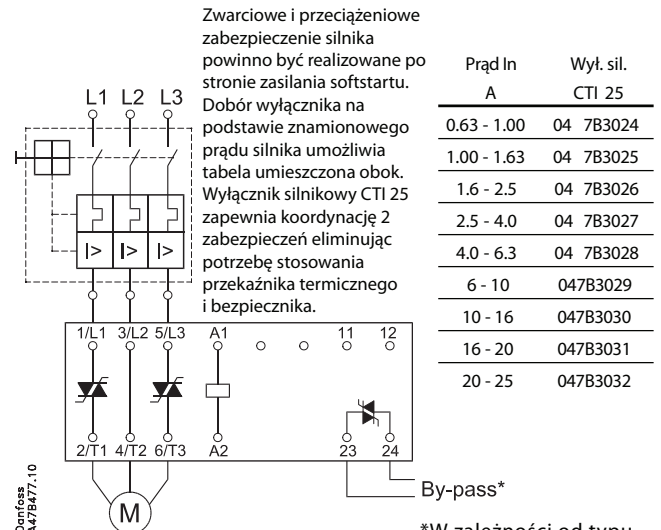 Zwarciowe i przeciążeniowe
zabezpieczenie silnika
powinno być realizowane po
stronie zasilania softstartu.
Dobór wyłącznika na
podstawie znamionowego
prądu silnika umożliwia
tabela umieszczona obok.
Wyłącznik silnikowy CTI 25
zapewnia koordynację 2
zabezpieczeń eliminując
potrzebę stosowania
przekaźnika termicznego
i bezpiecznika.
Prąd In Wył. sil.
A CTI 25
0.63 - 1.00 04 7B3024
1.00 - 1.63 04 7B3025
1.6 - 2.5 04 7B3026
2.5 - 4.0 04 7B3027
4.0 - 6.3 04 7B3028
6 - 10 047B3029
10 - 16 047B3030
16 - 20 047B3031
20 - 25 047B3032
L1 L2 L3
I> I> I>
1/L1 3/L2 5/L3 A1 11 12
2/T1 4/T2 6/T3 A2 23 24
M
By-pass*
Danfoss
A47B477.10
*W zależności od typu